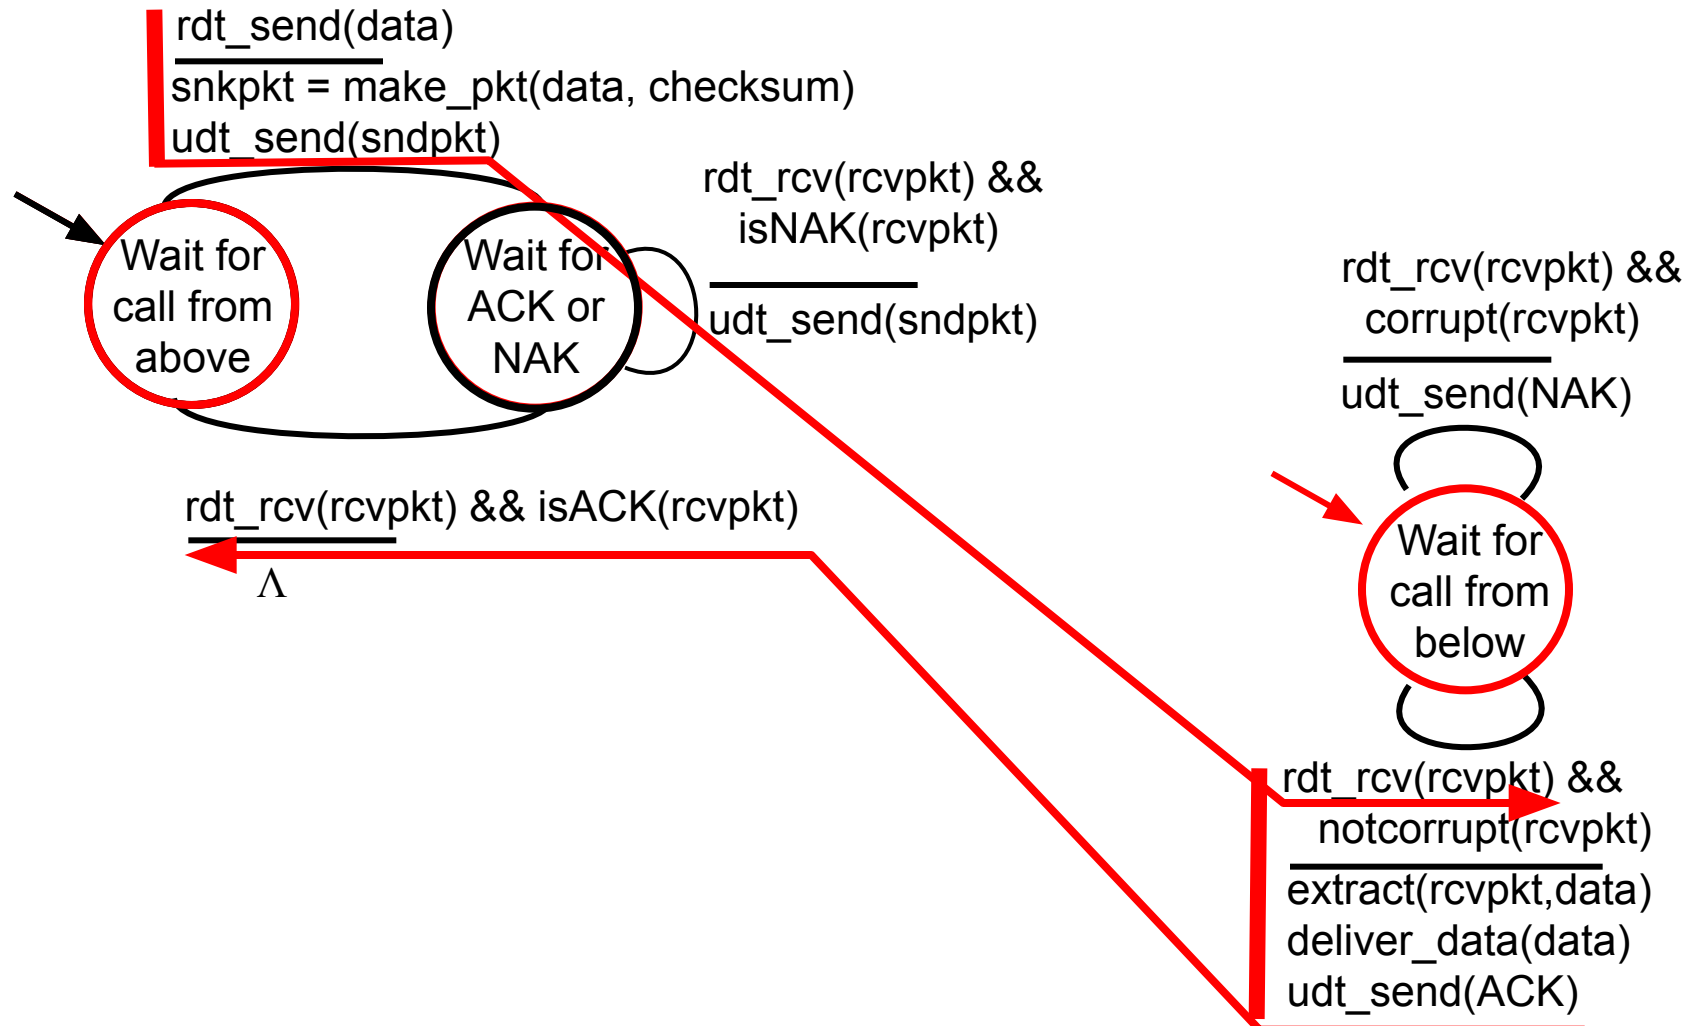 rdt_send(data)
snkpkt = make_pkt(data, checksum)
udt_send(sndpkt)
Wait for
call from
above
Wait for
ACK or
NAK
rdt_rcv(rcvpkt) &&
isNAK(rcvpkt)
udt_send(sndpkt)
rdt_rcv(rcvpkt) && isACK(rcvpkt)
Λ
rdt_rcv(rcvpkt) &&
corrupt(rcvpkt)
udt_send(NAK)
Wait for
call from
below
rdt_rcv(rcvpkt) &&
notcorrupt(rcvpkt)
extract(rcvpkt,data)
deliver_data(data)
udt_send(ACK)